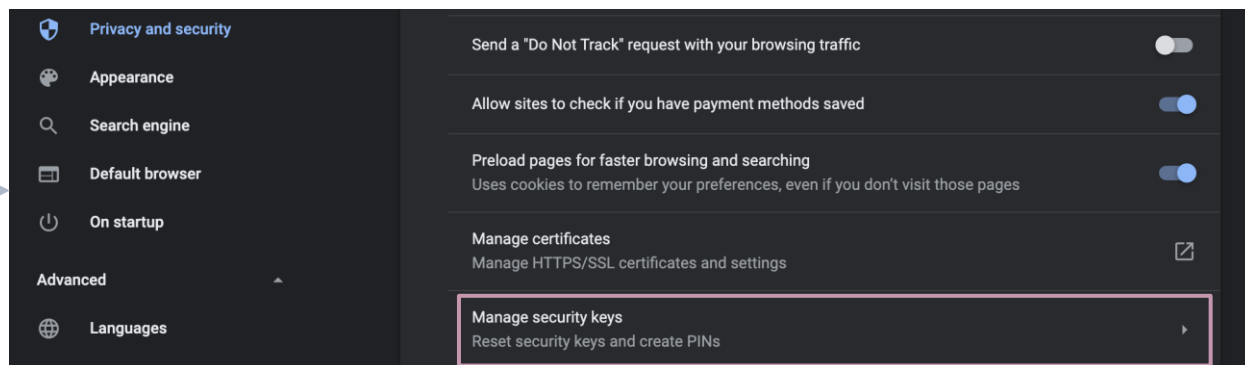 Privacy and security
Appearance
Search engine
Default browser
On startup
Advanced
Languages
Send a "Do Not Track" request with your browsing traffic
Allow sites to check if you have payment methods saved
Preload pages for faster browsing and searching
Uses cookies to remember your preferences, even if you don't visit those pages
Manage certificates
Manage HTTPS/SSL certificates and settings
Manage security keys
Reset security keys and create PINs